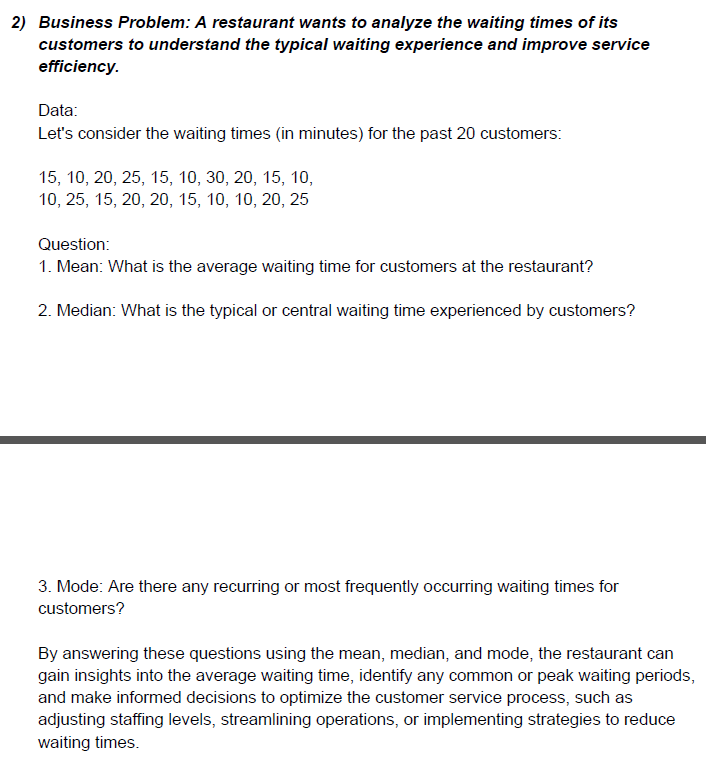 2) Business Problem: A restaurant wants to analyze the waiting times of its
customers to understand the typical waiting experience and improve service
efficiency.
Data:
Let's consider the waiting times (in minutes) for the past 20 customers:
15, 10, 20, 25, 15, 10, 30, 20, 15, 10,
10, 25, 15, 20, 20, 15, 10, 10, 20, 25
Question:
1. Mean: What is the average waiting time for customers at the restaurant?
2. Median: What is the typical or central waiting time experienced by customers?
3. Mode: Are there any recurring or most frequently occurring waiting times for
customers?
By answering these questions using the mean, median, and mode, the restaurant can
gain insights into the average waiting time, identify any common or peak waiting periods,
and make informed decisions to optimize the customer service process, such as
adjusting staffing levels, streamlining operations, or implementing strategies to reduce
waiting times.